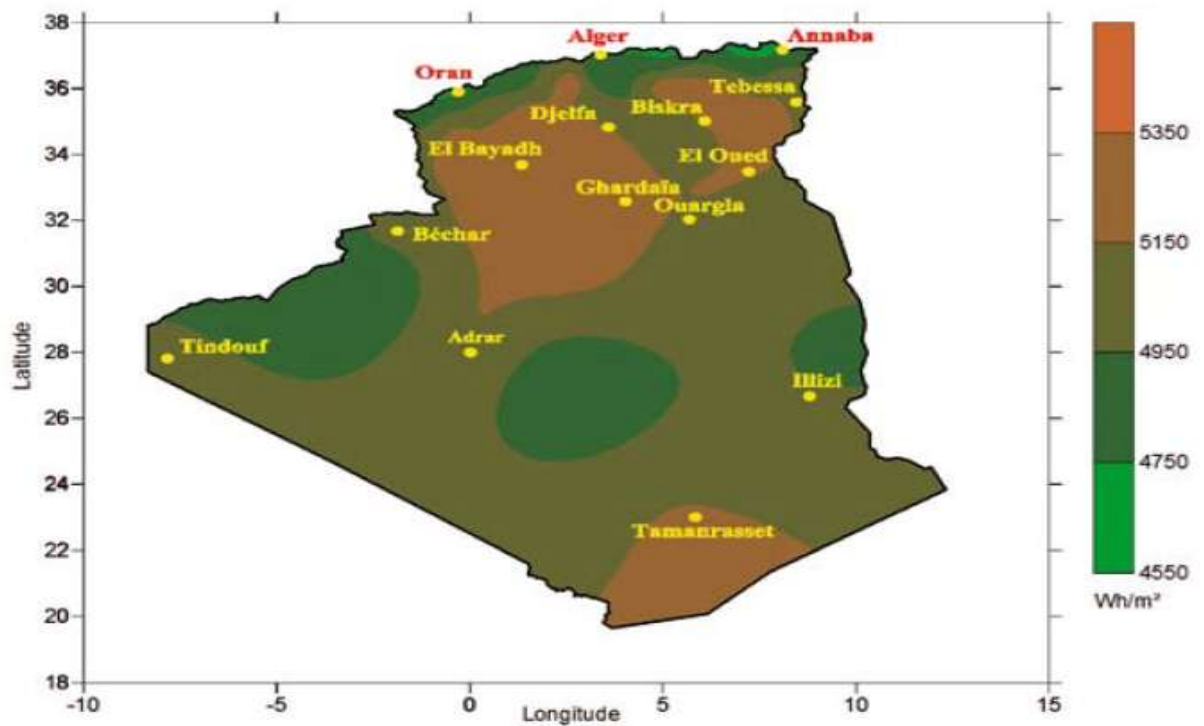 38
36
34
32
30
28
26
24
22
20
18
Latitude
-10
-5
0
5
10
15
Longitude
Alger
Annaba
Oran
Tebessa
Djelfa
Biskra
El Bayadh
El Oued
Ghardaïa
Ouargla
Béchar
Tindouf
Adrar
Illizi
Tamanrasset
5350
5150
4950
4750
4550
Wh/m²